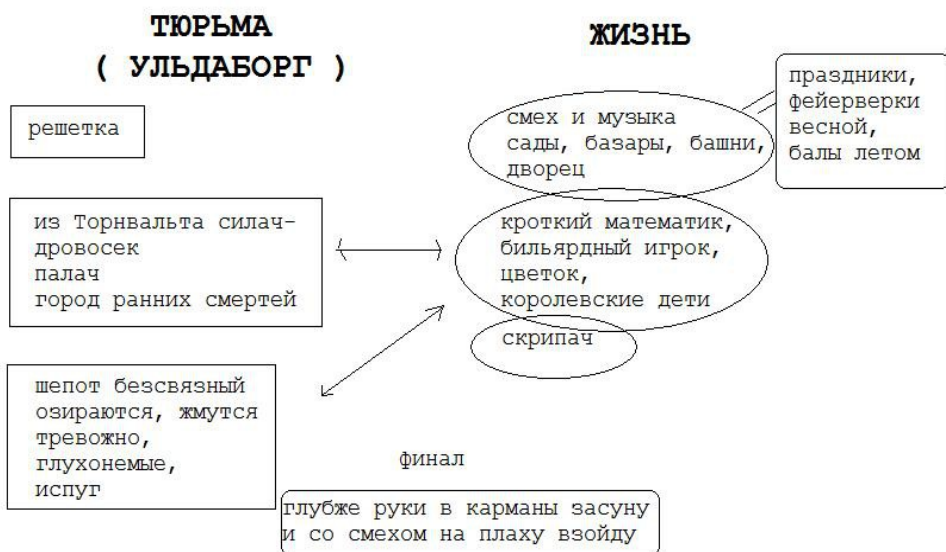 ТЮРЬМА
( УЛЬДАБОРГ )
решетка
из Торнвальта силач-
дровосек
палач
город ранних смертей
шепот безсвязный
озираются, жмутся
тревожно,
глухонемые,
испуг
ЖИЗНЬ
смех и музыка
сады, базары, башни,
дворец
праздники,
фейерверки
весной,
балы летом
кроткий математик,
бильярдный игрок,
цветок,
королевские дети
скрипач
финал
глубже руки в карманы засуну
и со смехом на плаху взойду